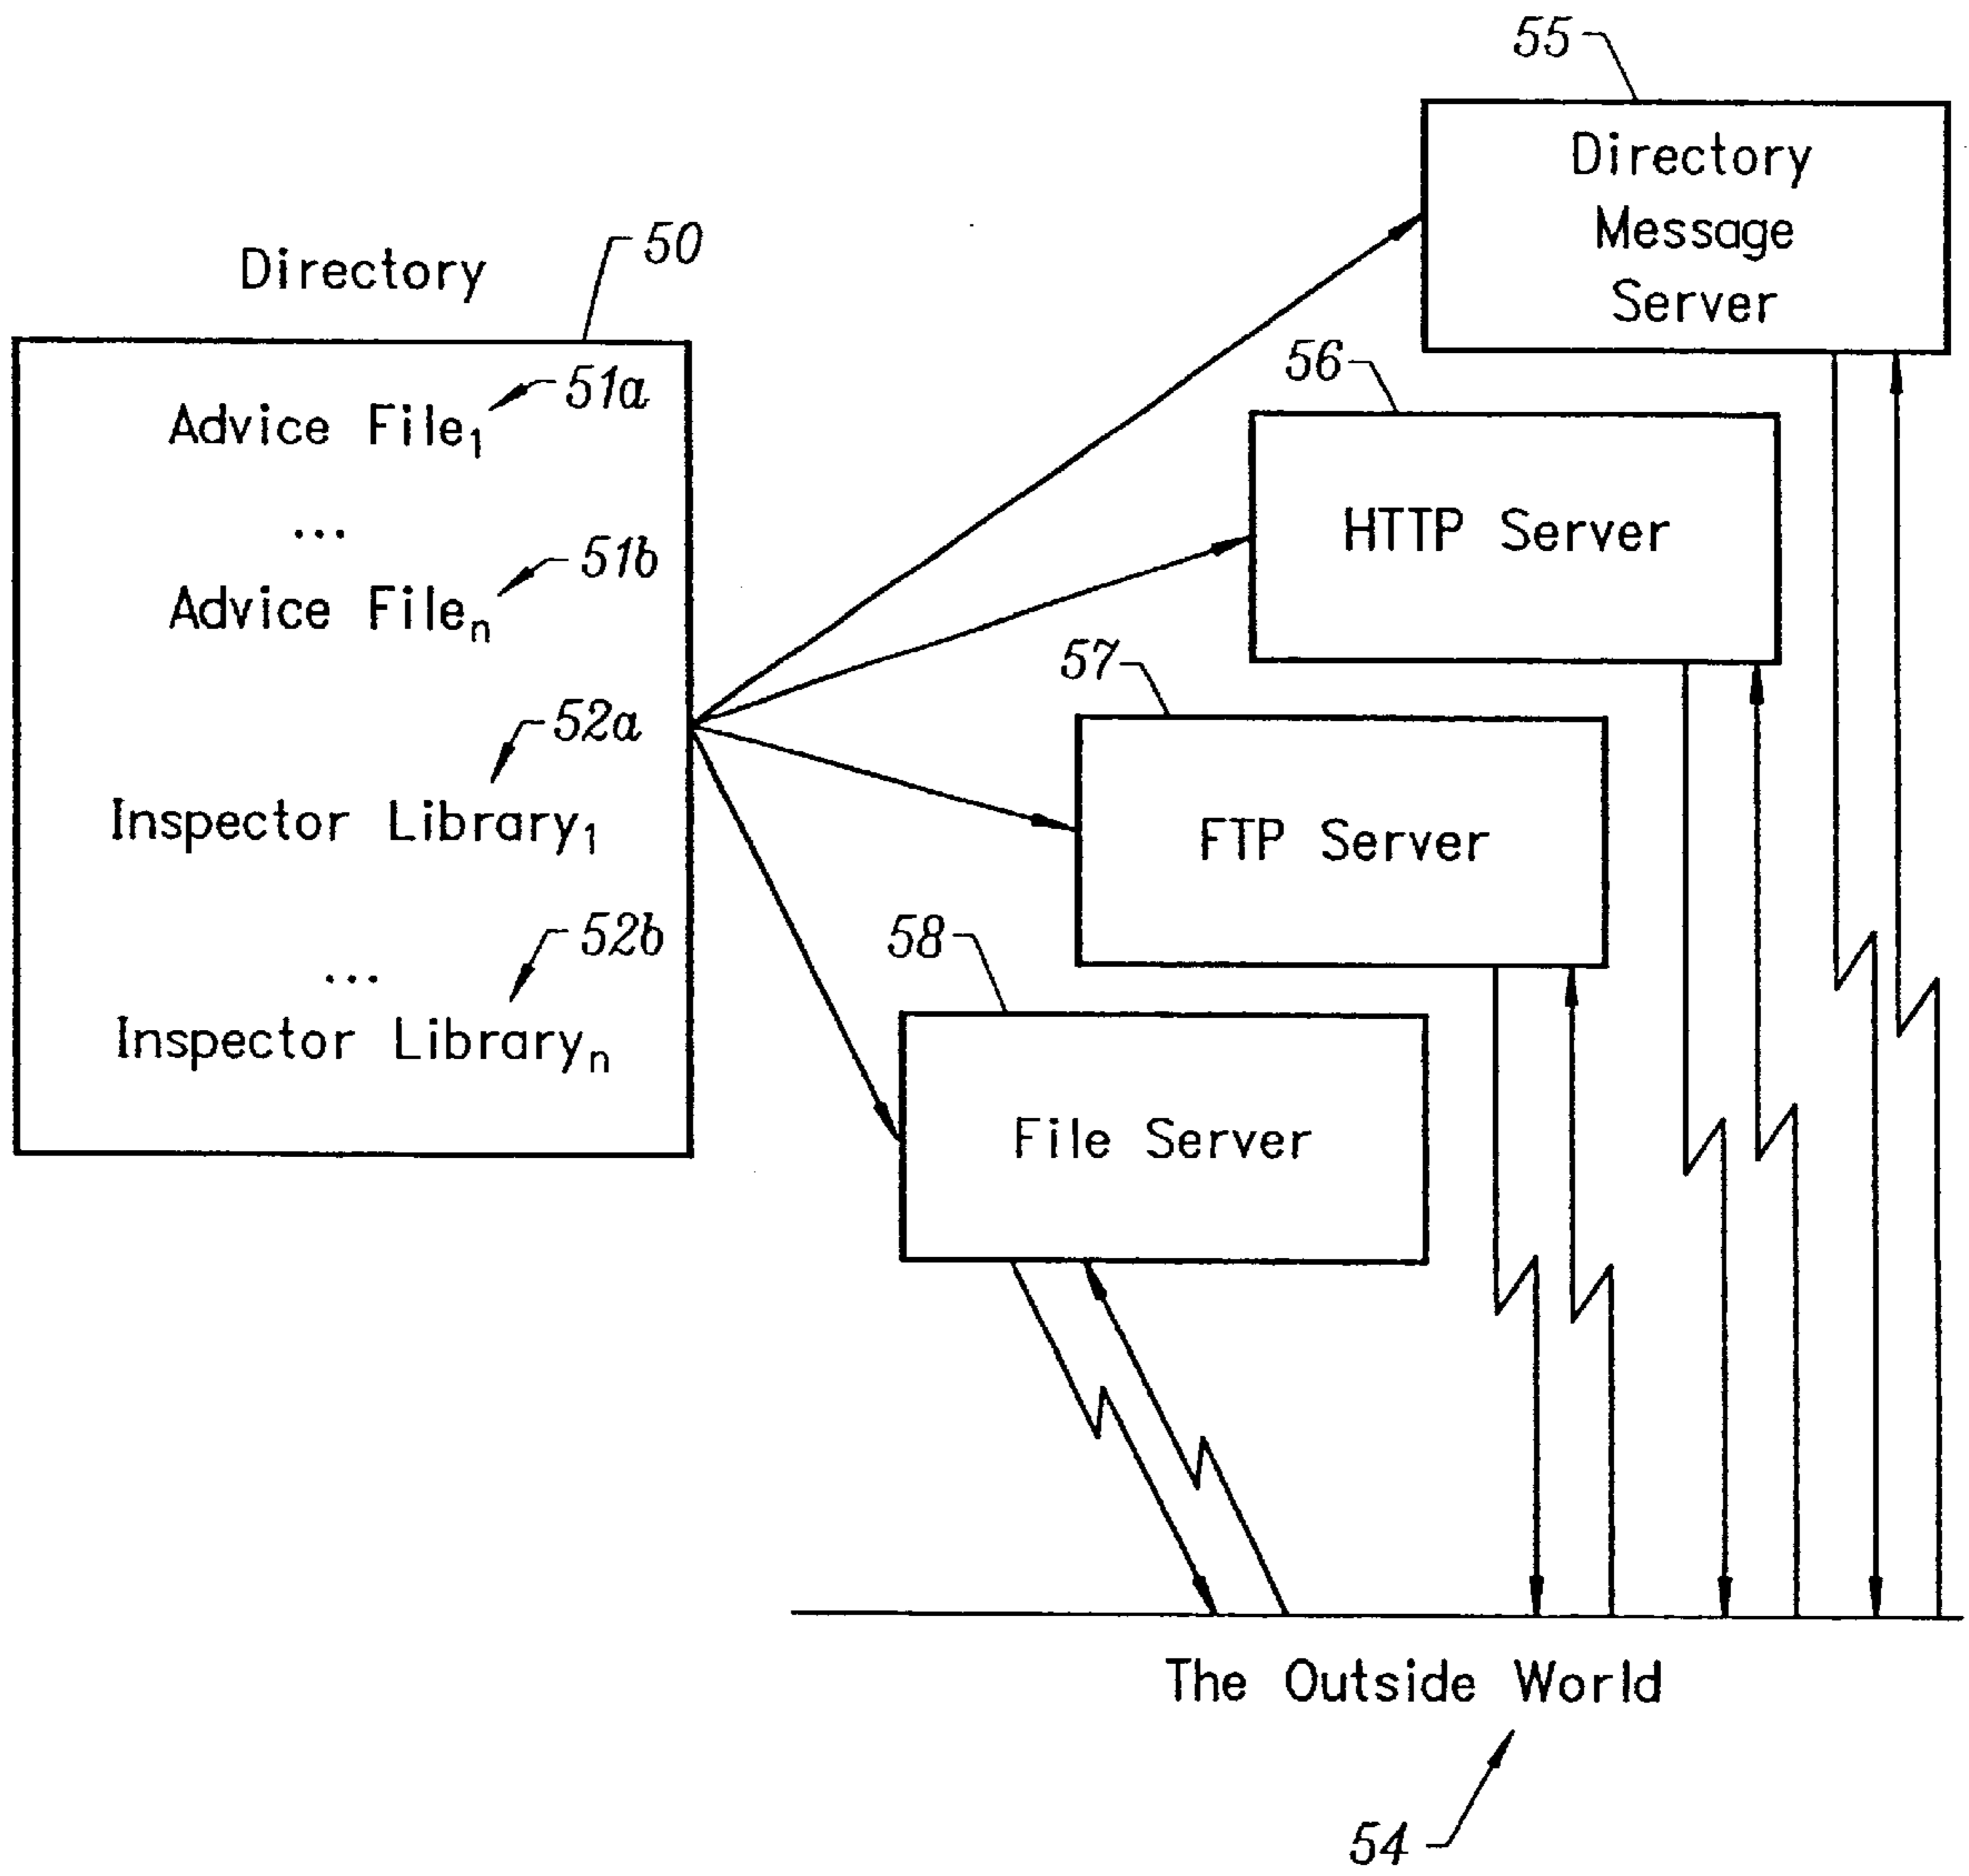 55
Directory
Message
Server
Directory
50
Advice File₁
51a
...
Advice Fileₙ
51b
Inspector Library₁
52a
...
Inspector Libraryₙ
52b
56
HTTP Server
57
FTP Server
58
File Server
The Outside World
54